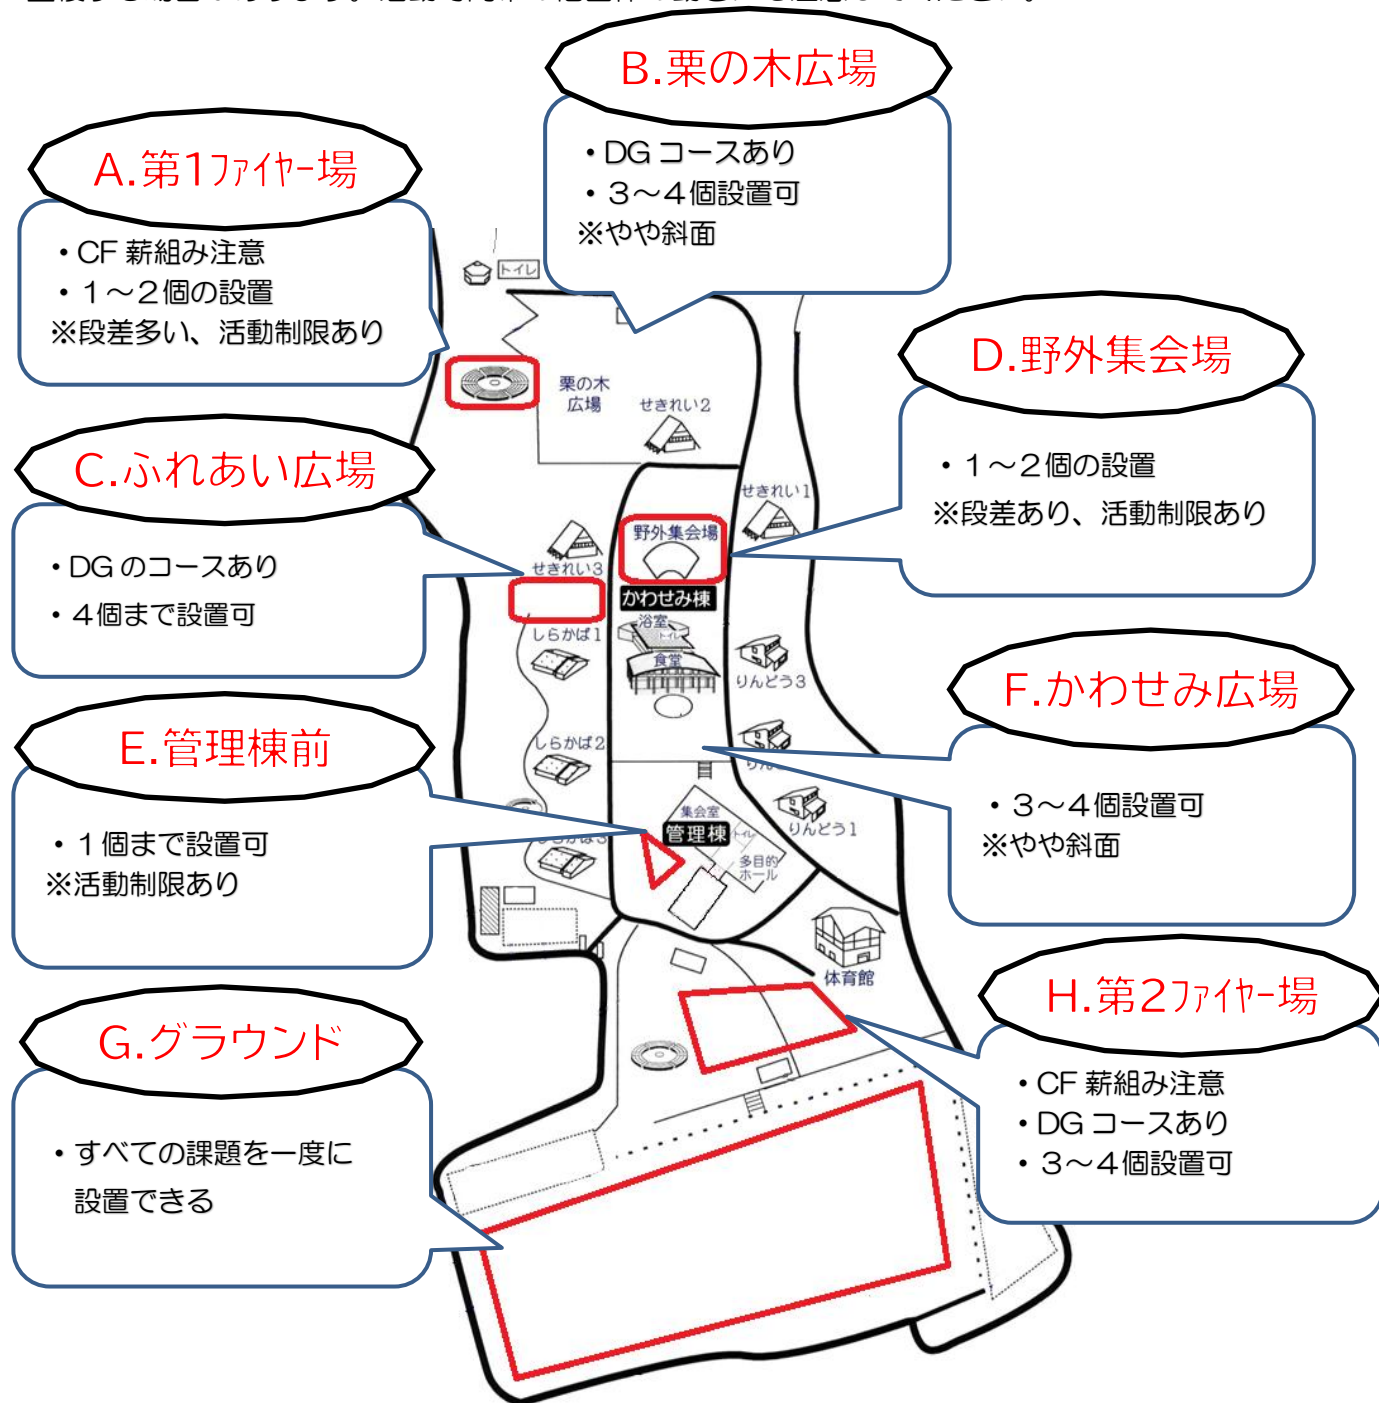 B.栗の木広場
・DG コースあり
・３～４個設置可
※やや斜面
A.第1ファイヤー場
・CF 薪組み注意
・１～２個の設置
※段差多い、活動制限あり
トイレ
栗の木
広場
せきれい2
D.野外集会場
・１～２個の設置
※段差あり、活動制限あり
C.ふれあい広場
・DG のコースあり
・４個まで設置可
せきれい1
野外集会場
せきれい3
かわせみ棟
浴室
トイレ
食堂
しらかば1
りんどう3
F.かわせみ広場
・３～４個設置可
※やや斜面
E.管理棟前
・１個まで設置可
※活動制限あり
しらかば2
集会室
管理棟
トイレ
りんどう1
多目的
ホール
体育館
H.第2ファイヤー場
・CF 薪組み注意
・DG コースあり
・３～４個設置可
G.グラウンド
・すべての課題を一度に
設置できる